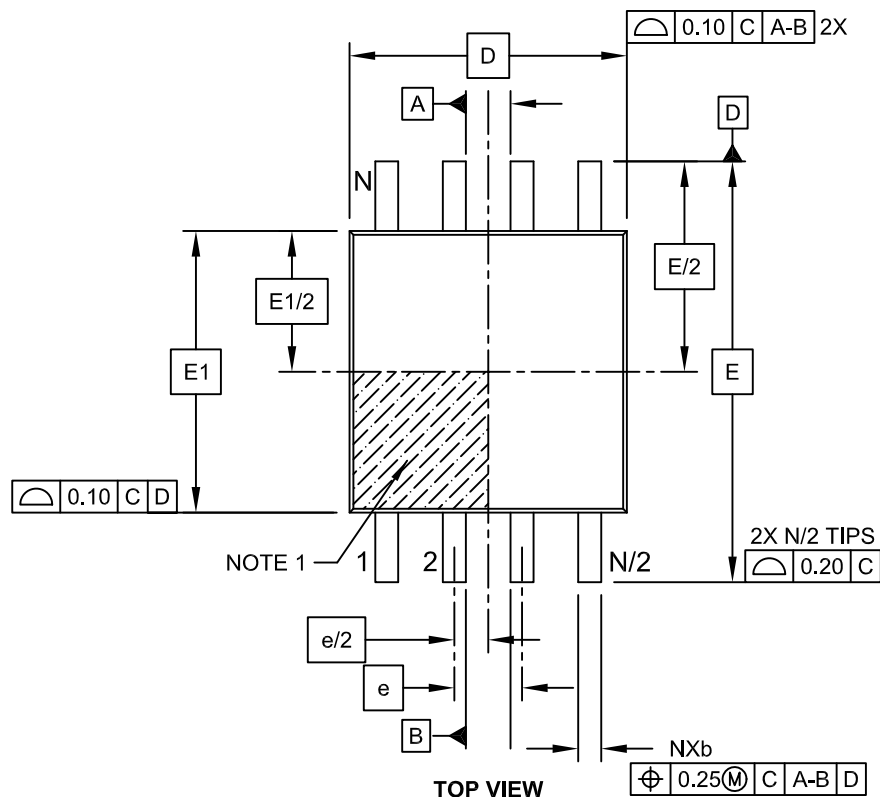 ⌓ 0.10 C A-B 2X
D
A
D
N
E/2
E1/2
E1
E
⌓ 0.10 C D
NOTE 1
1
2
N/2
2X N/2 TIPS
⌓ 0.20 C
e/2
e
B
NXb
⌖ 0.25Ⓜ C A-B D
TOP VIEW